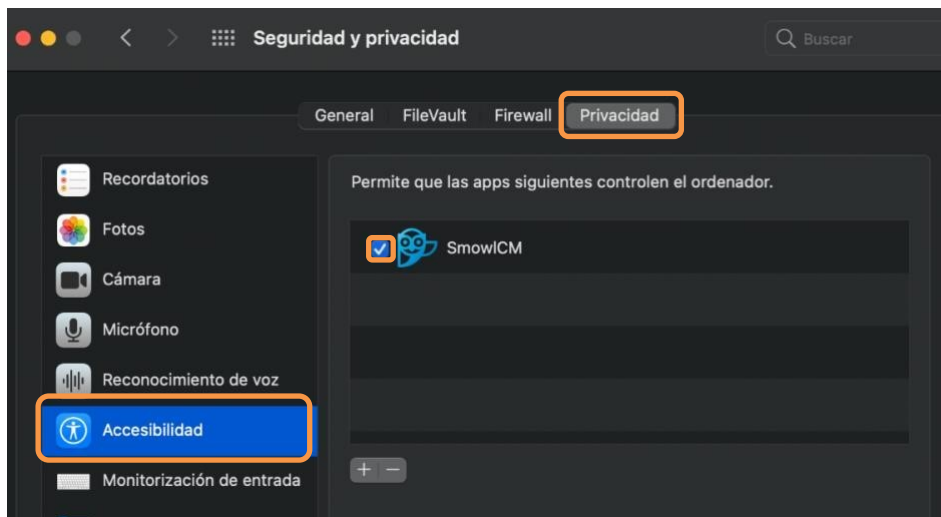 Seguridad y privacidad
Buscar
General FileVault Firewall Privacidad
Recordatorios
Fotos
Cámara
Micrófono
Reconocimiento de voz
Accesibilidad
Monitorización de entrada
Permite que las apps siguientes controlen el ordenador.
SmowlCM